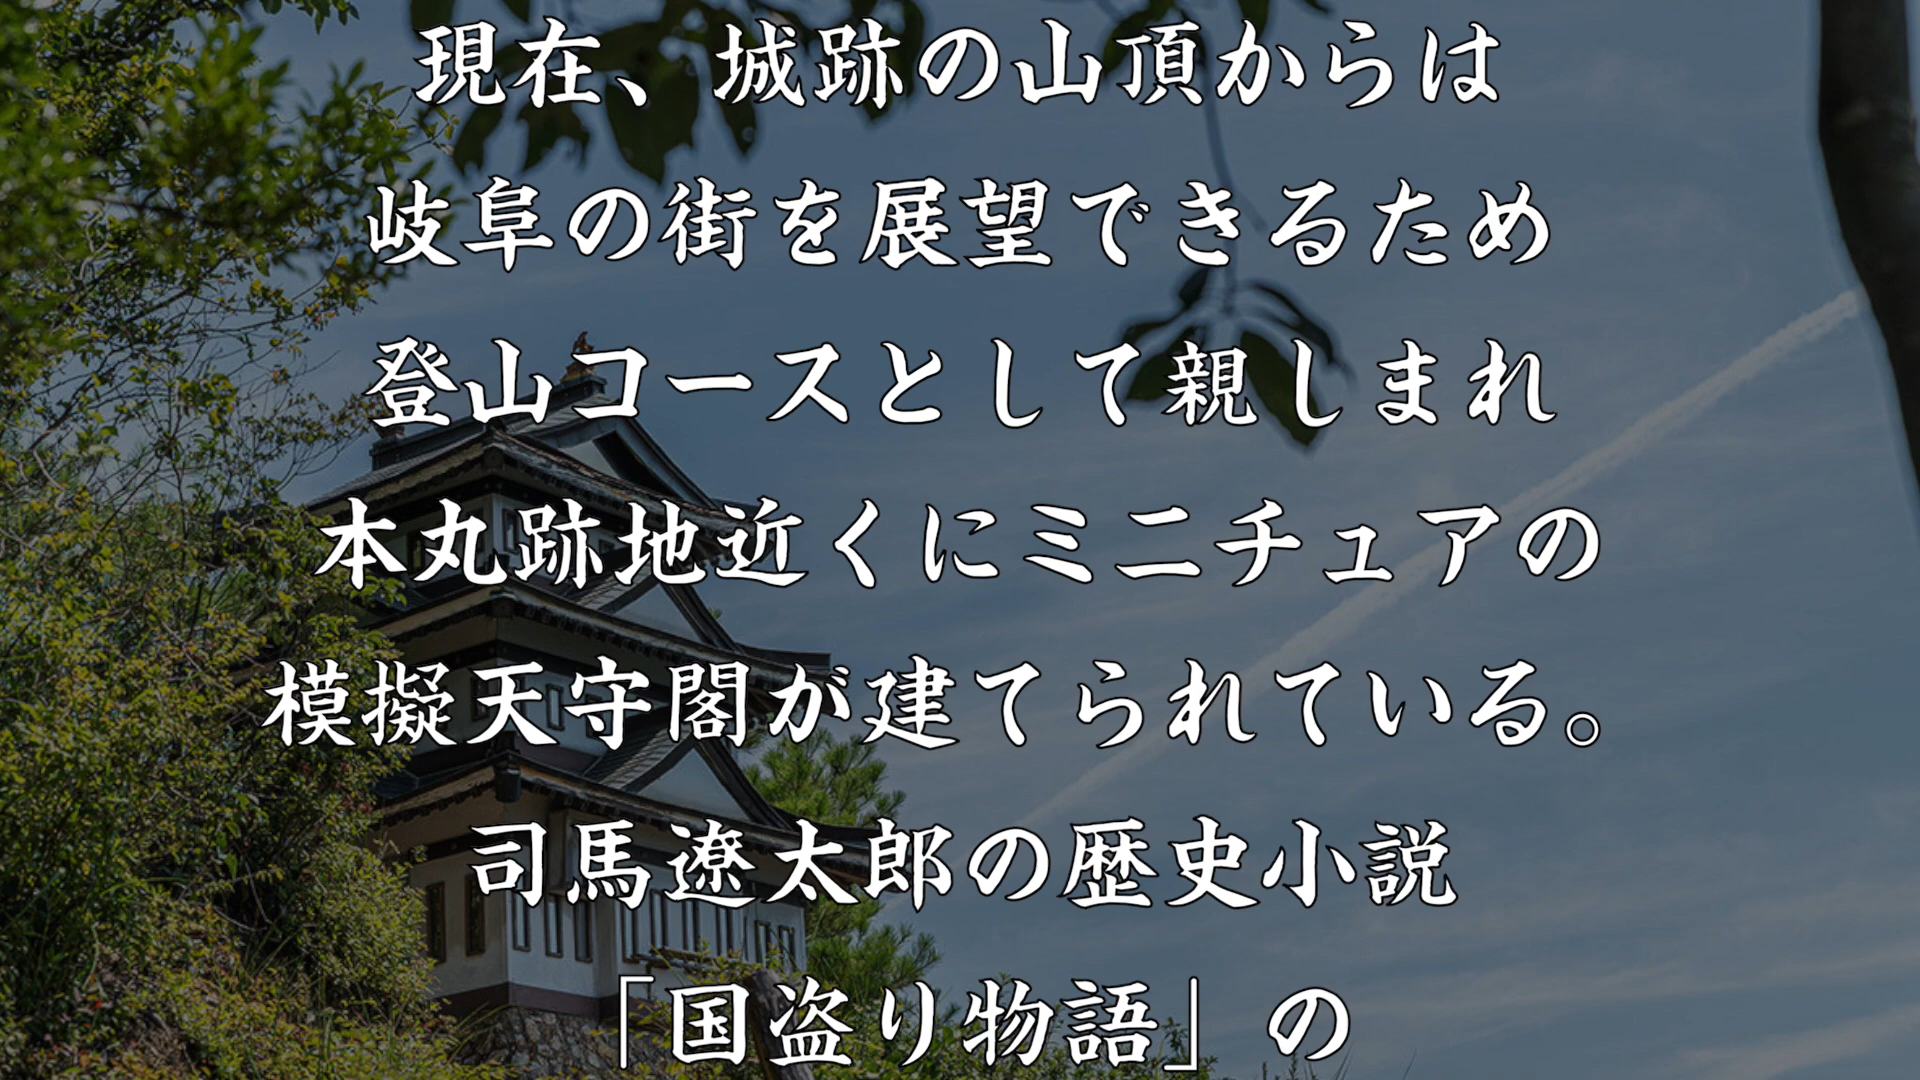 現在、城跡の山頂からは
岐阜の街を展望できるため
登山コースとして親しまれ
本丸跡地近くにミニチュアの
模擬天守閣が建てられている。
司馬遼太郎の歴史小説
「国盗り物語」の